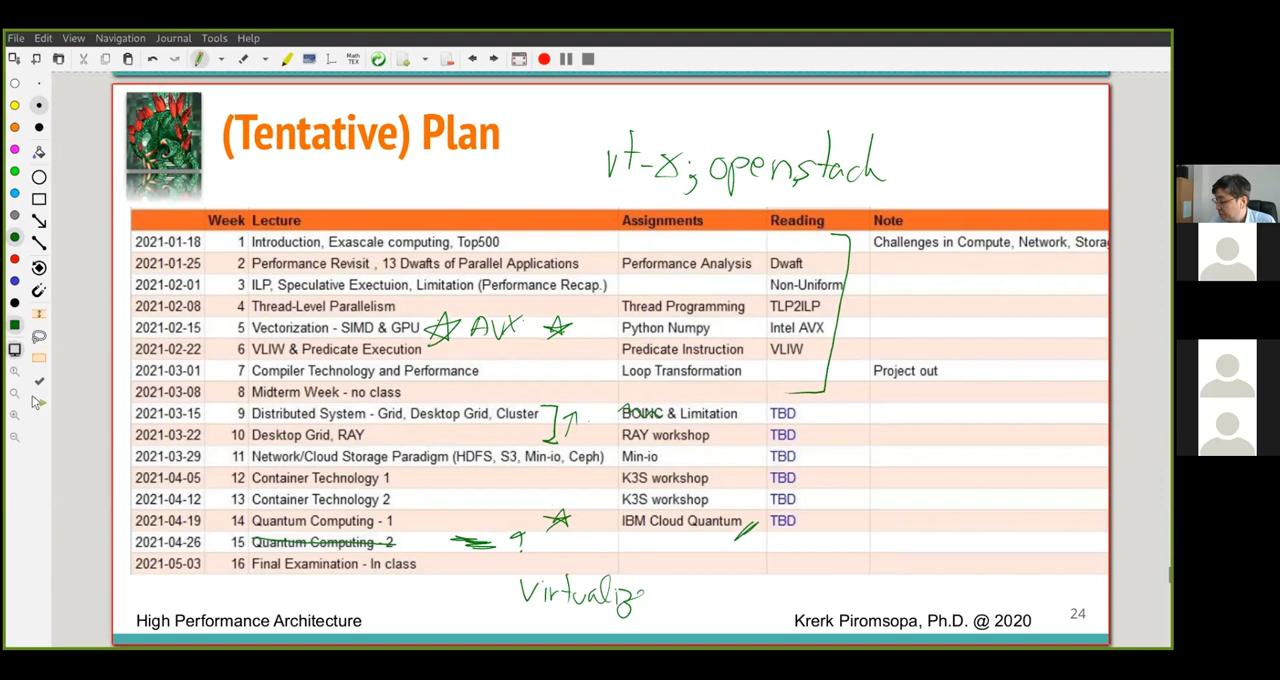 File Edit View Navigation Journal Tools Help
Math TEX
(Tentative) Plan
vt-x; openstack
Week Lecture Assignments Reading Note
2021-01-18 1 Introduction, Exascale computing, Top500 Challenges in Compute, Network, Storag
2021-01-25 2 Performance Revisit , 13 Dwafts of Parallel Applications Performance Analysis Dwaft
2021-02-01 3 ILP, Speculative Exectuion, Limitation (Performance Recap.) Non-Uniform
2021-02-08 4 Thread-Level Parallelism Thread Programming TLP2ILP
2021-02-15 5 Vectorization - SIMD & GPU AVX Python Numpy Intel AVX
2021-02-22 6 VLIW & Predicate Execution Predicate Instruction VLIW
2021-03-01 7 Compiler Technology and Performance Loop Transformation Project out
2021-03-08 8 Midterm Week - no class
2021-03-15 9 Distributed System - Grid, Desktop Grid, Cluster BOINC & Limitation TBD
2021-03-22 10 Desktop Grid, RAY RAY workshop TBD
2021-03-29 11 Network/Cloud Storage Paradigm (HDFS, S3, Min-io, Ceph) Min-io TBD
2021-04-05 12 Container Technology 1 K3S workshop TBD
2021-04-12 13 Container Technology 2 K3S workshop TBD
2021-04-19 14 Quantum Computing - 1 IBM Cloud Quantum TBD
2021-04-26 15 Quantum Computing - 2 ?
2021-05-03 16 Final Examination - In class
Virtualiz
High Performance Architecture Krerk Piromsopa, Ph.D. @ 2020 24